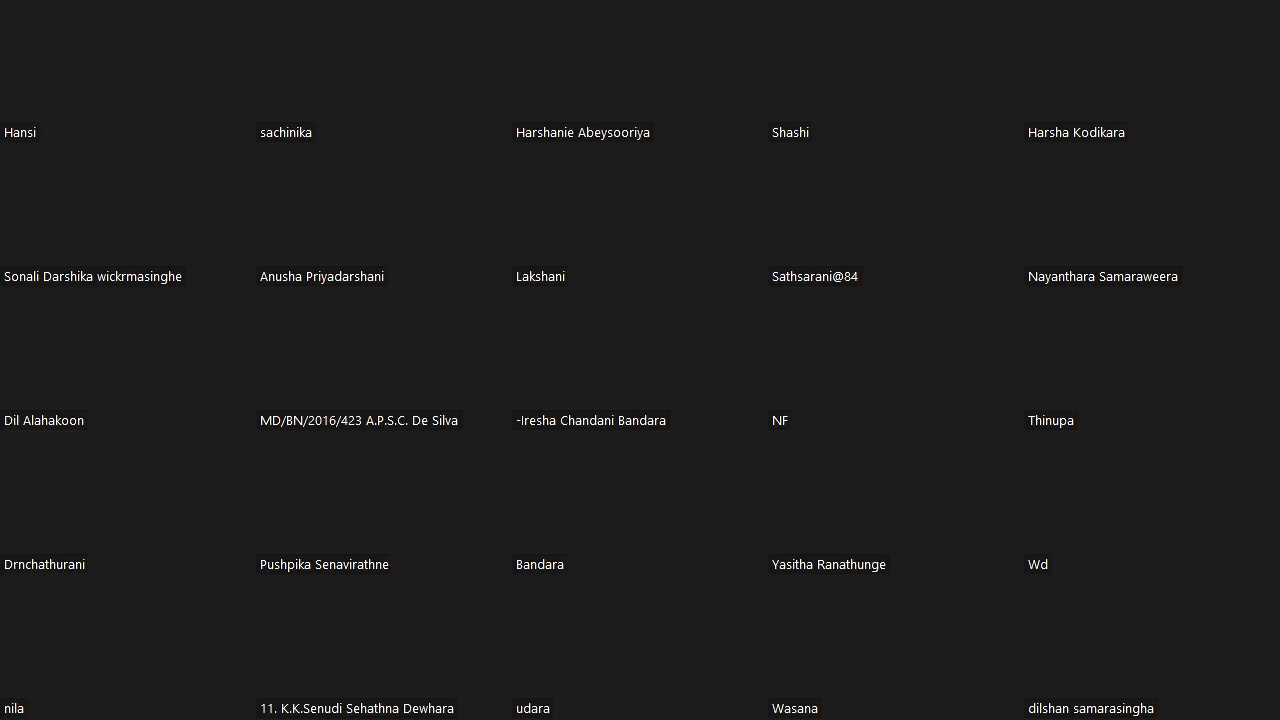 Hansi
sachinika
Harshanie Abeysooriya
Shashi
Harsha Kodikara
Sonali Darshika wickrmasinghe
Anusha Priyadarshani
Lakshani
Sathsarani@84
Nayanthara Samaraweera
Dil Alahakoon
MD/BN/2016/423 A.P.S.C. De Silva
-Iresha Chandani Bandara
NF
Thinupa
Drnchathurani
Pushpika Senavirathne
Bandara
Yasitha Ranathunge
Wd
nila
11. K.K.Senudi Sehathna Dewhara
udara
Wasana
dilshan samarasingha